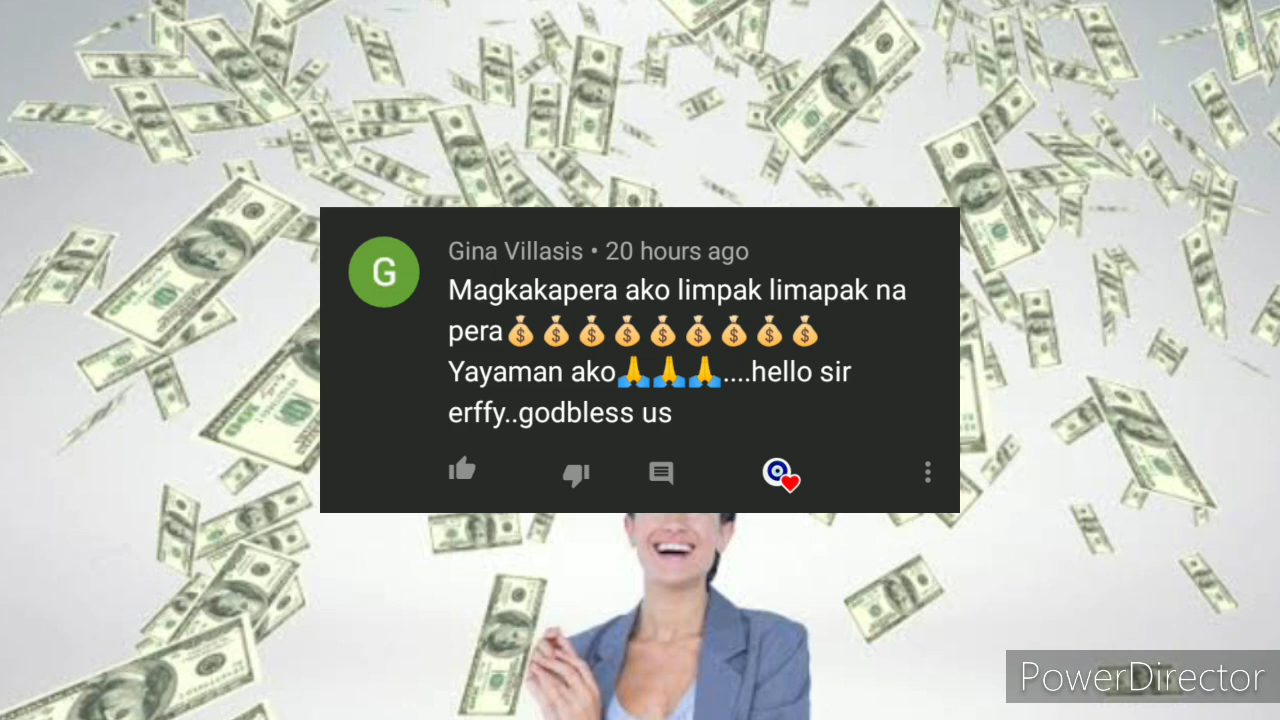 G
Gina Villasis • 20 hours ago
Magkakapera ako limpak limapak na
pera💰💰💰💰💰💰💰💰💰
Yayaman ako🙏🙏🙏....hello sir
erffy..godbless us
PowerDirector